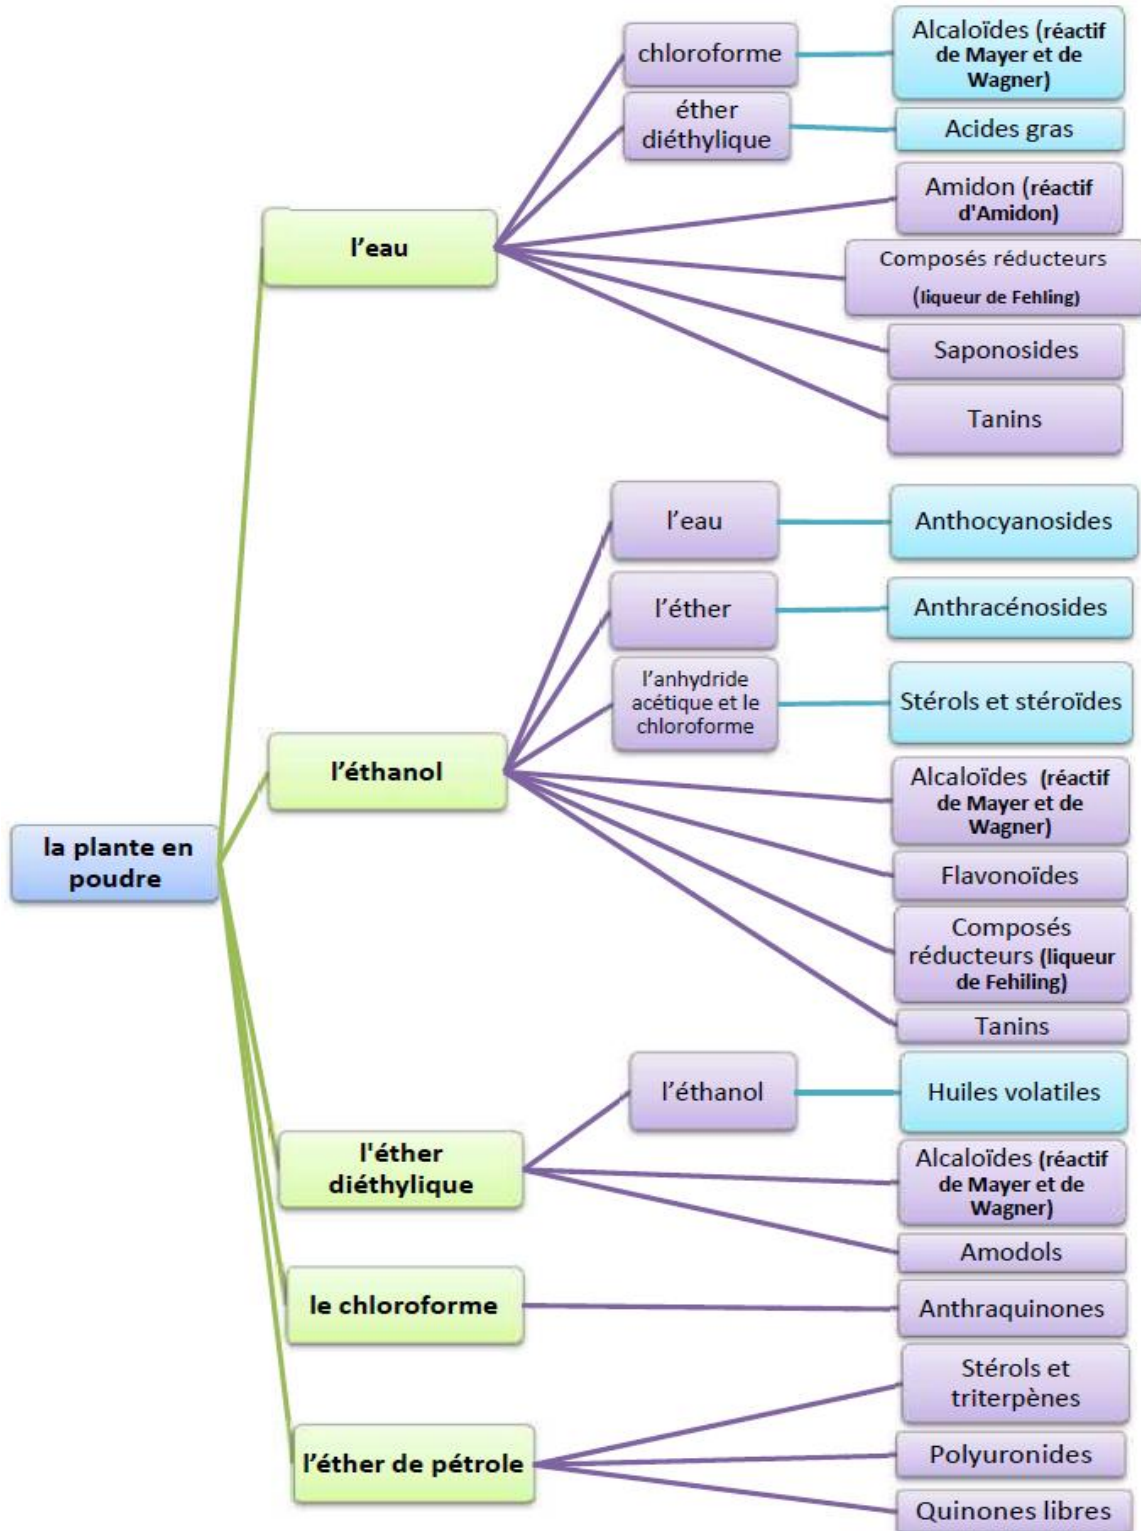 chloroforme
Alcaloïdes (réactif
de Mayer et de
Wagner)
éther
diéthylique
Acides gras
l'eau
Amidon (réactif
d'Amidon)
Composés réducteurs
(liqueur de Fehling)
Saponosides
Tanins
l'eau
Anthocyanosides
l'éther
Anthracénosides
l'anhydride
acétique et le
chloroforme
Stérols et stéroïdes
l'éthanol
Alcaloïdes (réactif
de Mayer et de
Wagner)
la plante en
poudre
Flavonoïdes
Composés
réducteurs (liqueur
de Fehiling)
Tanins
l'éthanol
Huiles volatiles
l'éther
diéthylique
Alcaloïdes (réactif
de Mayer et de
Wagner)
Amodols
le chloroforme
Anthraquinones
l'éther de pétrole
Stérols et
triterpènes
Polyuronides
Quinones libres